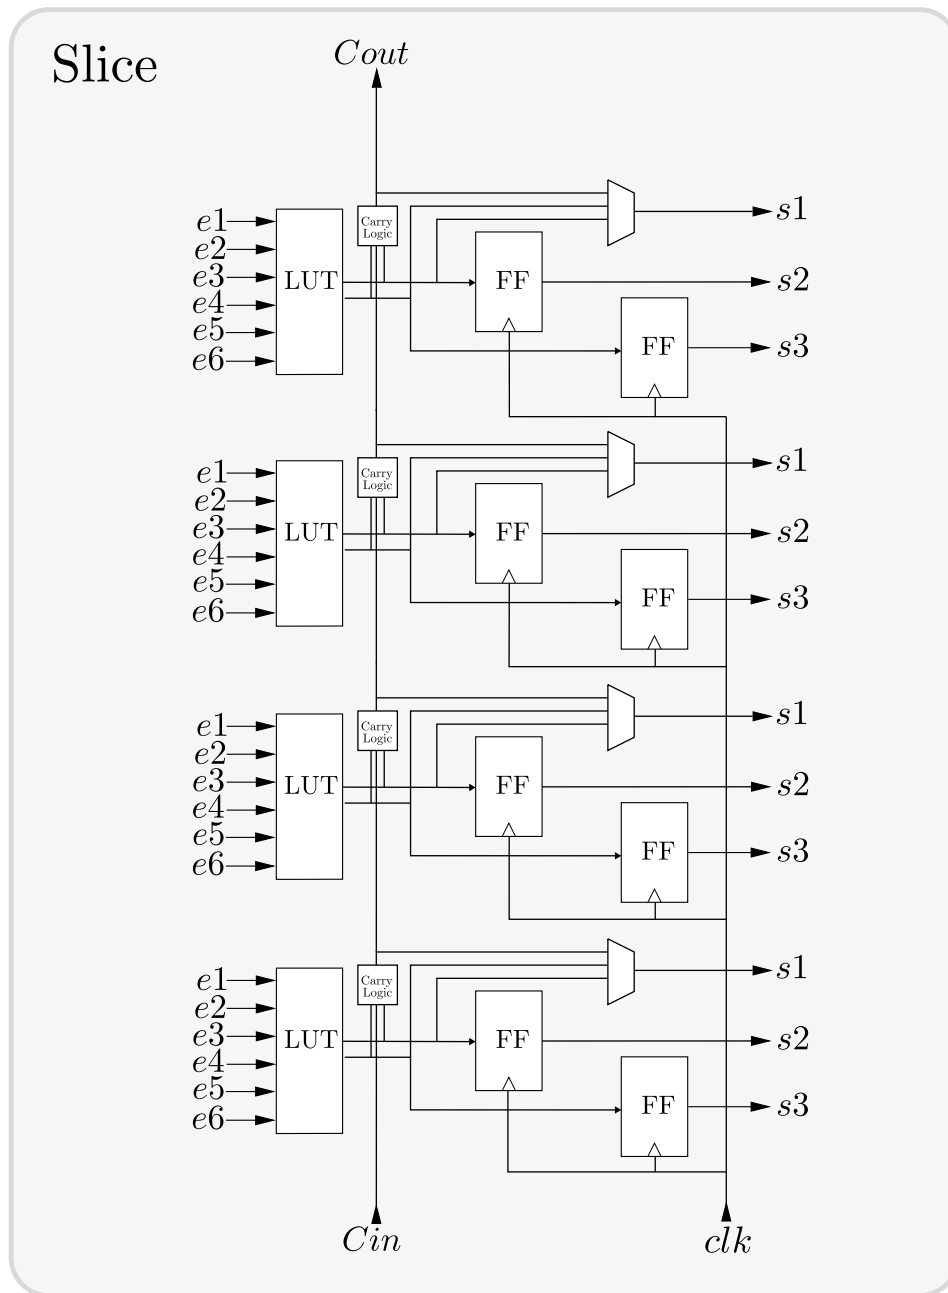 Slice
Cout
e1
e2
e3
e4
e5
e6
LUT
Carry
Logic
FF
FF
s1
s2
s3
e1
e2
e3
e4
e5
e6
LUT
Carry
Logic
FF
FF
s1
s2
s3
e1
e2
e3
e4
e5
e6
LUT
Carry
Logic
FF
FF
s1
s2
s3
e1
e2
e3
e4
e5
e6
LUT
Carry
Logic
FF
FF
s1
s2
s3
Cin
clk